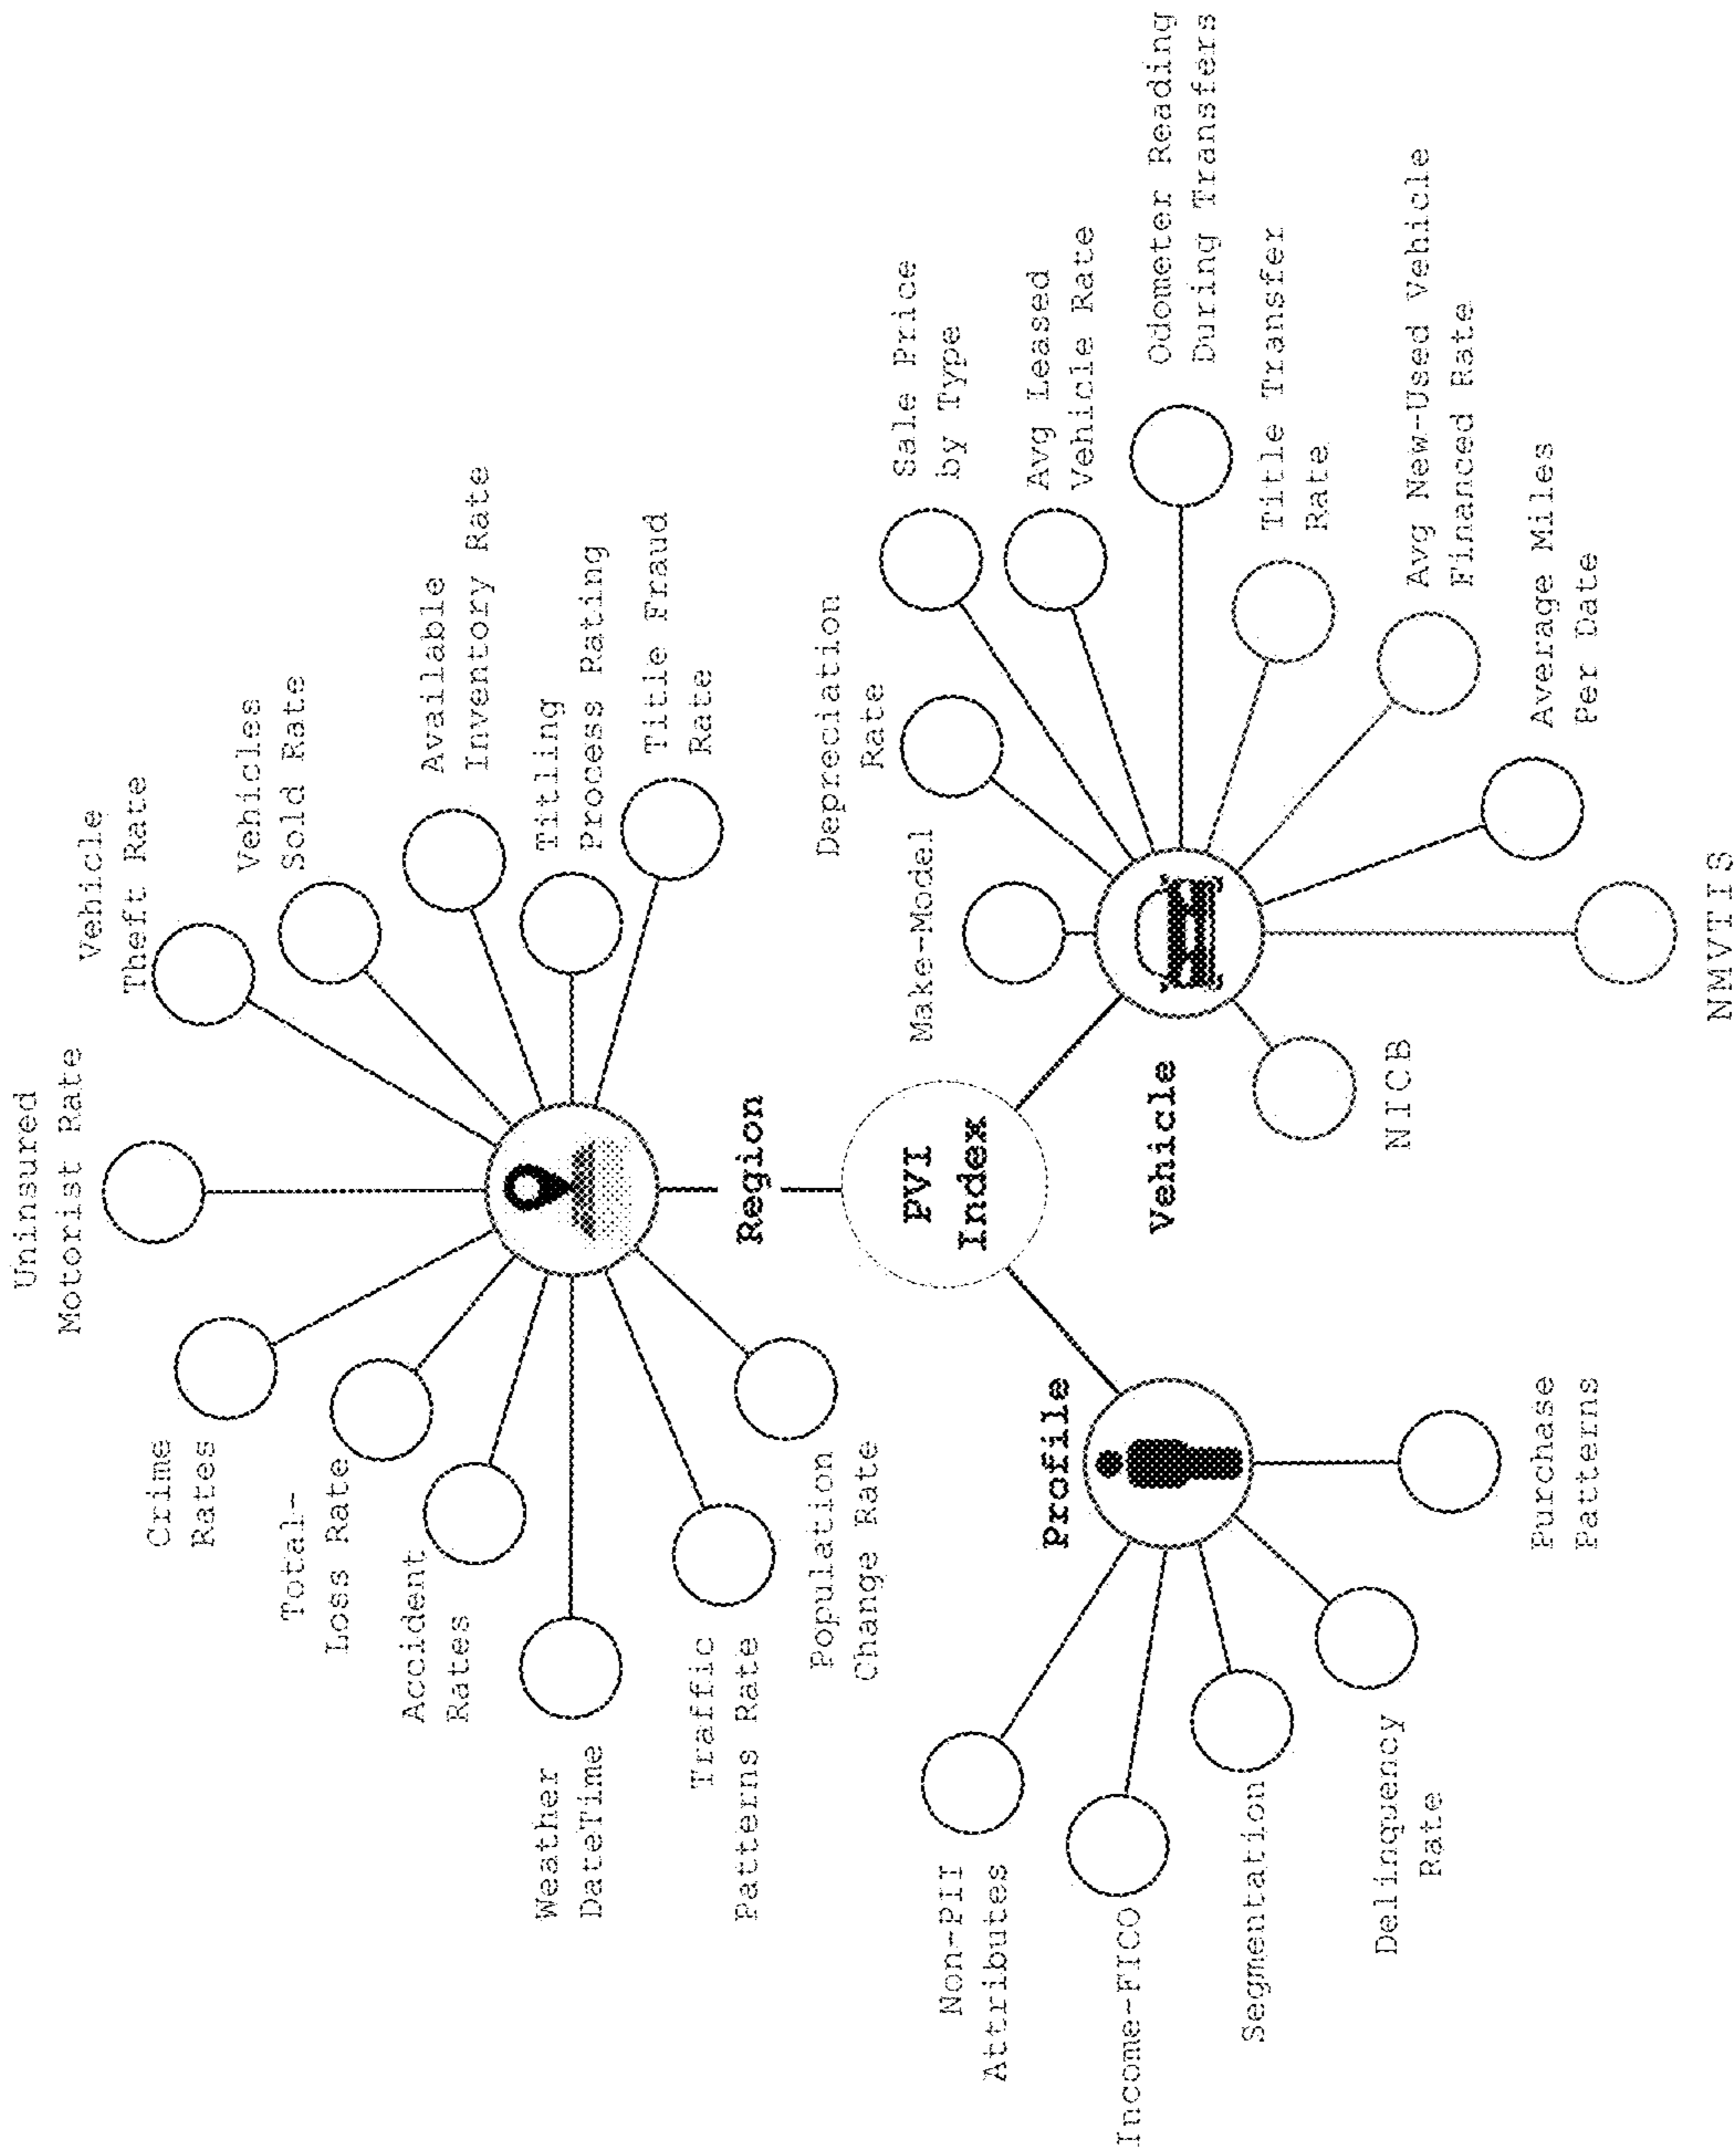 Uninsured
Motorist Rate
Vehicle
Theft Rate
Vehicles
Sold Rate
Available
Inventory Rate
Titling
Process Rating
Title Fraud
Rate
Crime
Rates
Total-
Loss Rate
Accident
Rates
Weather
DateTime
Traffic
Patterns Rate
Population
Change Rate
Region
PVI
Index
Profile
Non-PII
Attributes
Income-FICO
Segmentation
Delinquency
Rate
Purchase
Patterns
Vehicle
Make-Model
Depreciation
Rate
Sale Price
by Type
Avg Leased
Vehicle Rate
Odometer Reading
During Transfers
Title Transfer
Rate
Avg New-Used Vehicle
Financed Rate
Average Miles
Per Date
NMVTIS
NICB